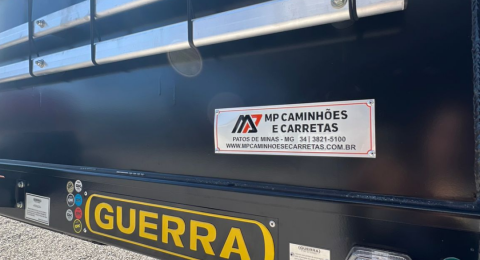 MP CAMINHÕES
E CARRETAS
PATOS DE MINAS - MG 34 | 3821-5100
WWW.MPCAMINHOESECARRETAS.COM.BR
GUERRA